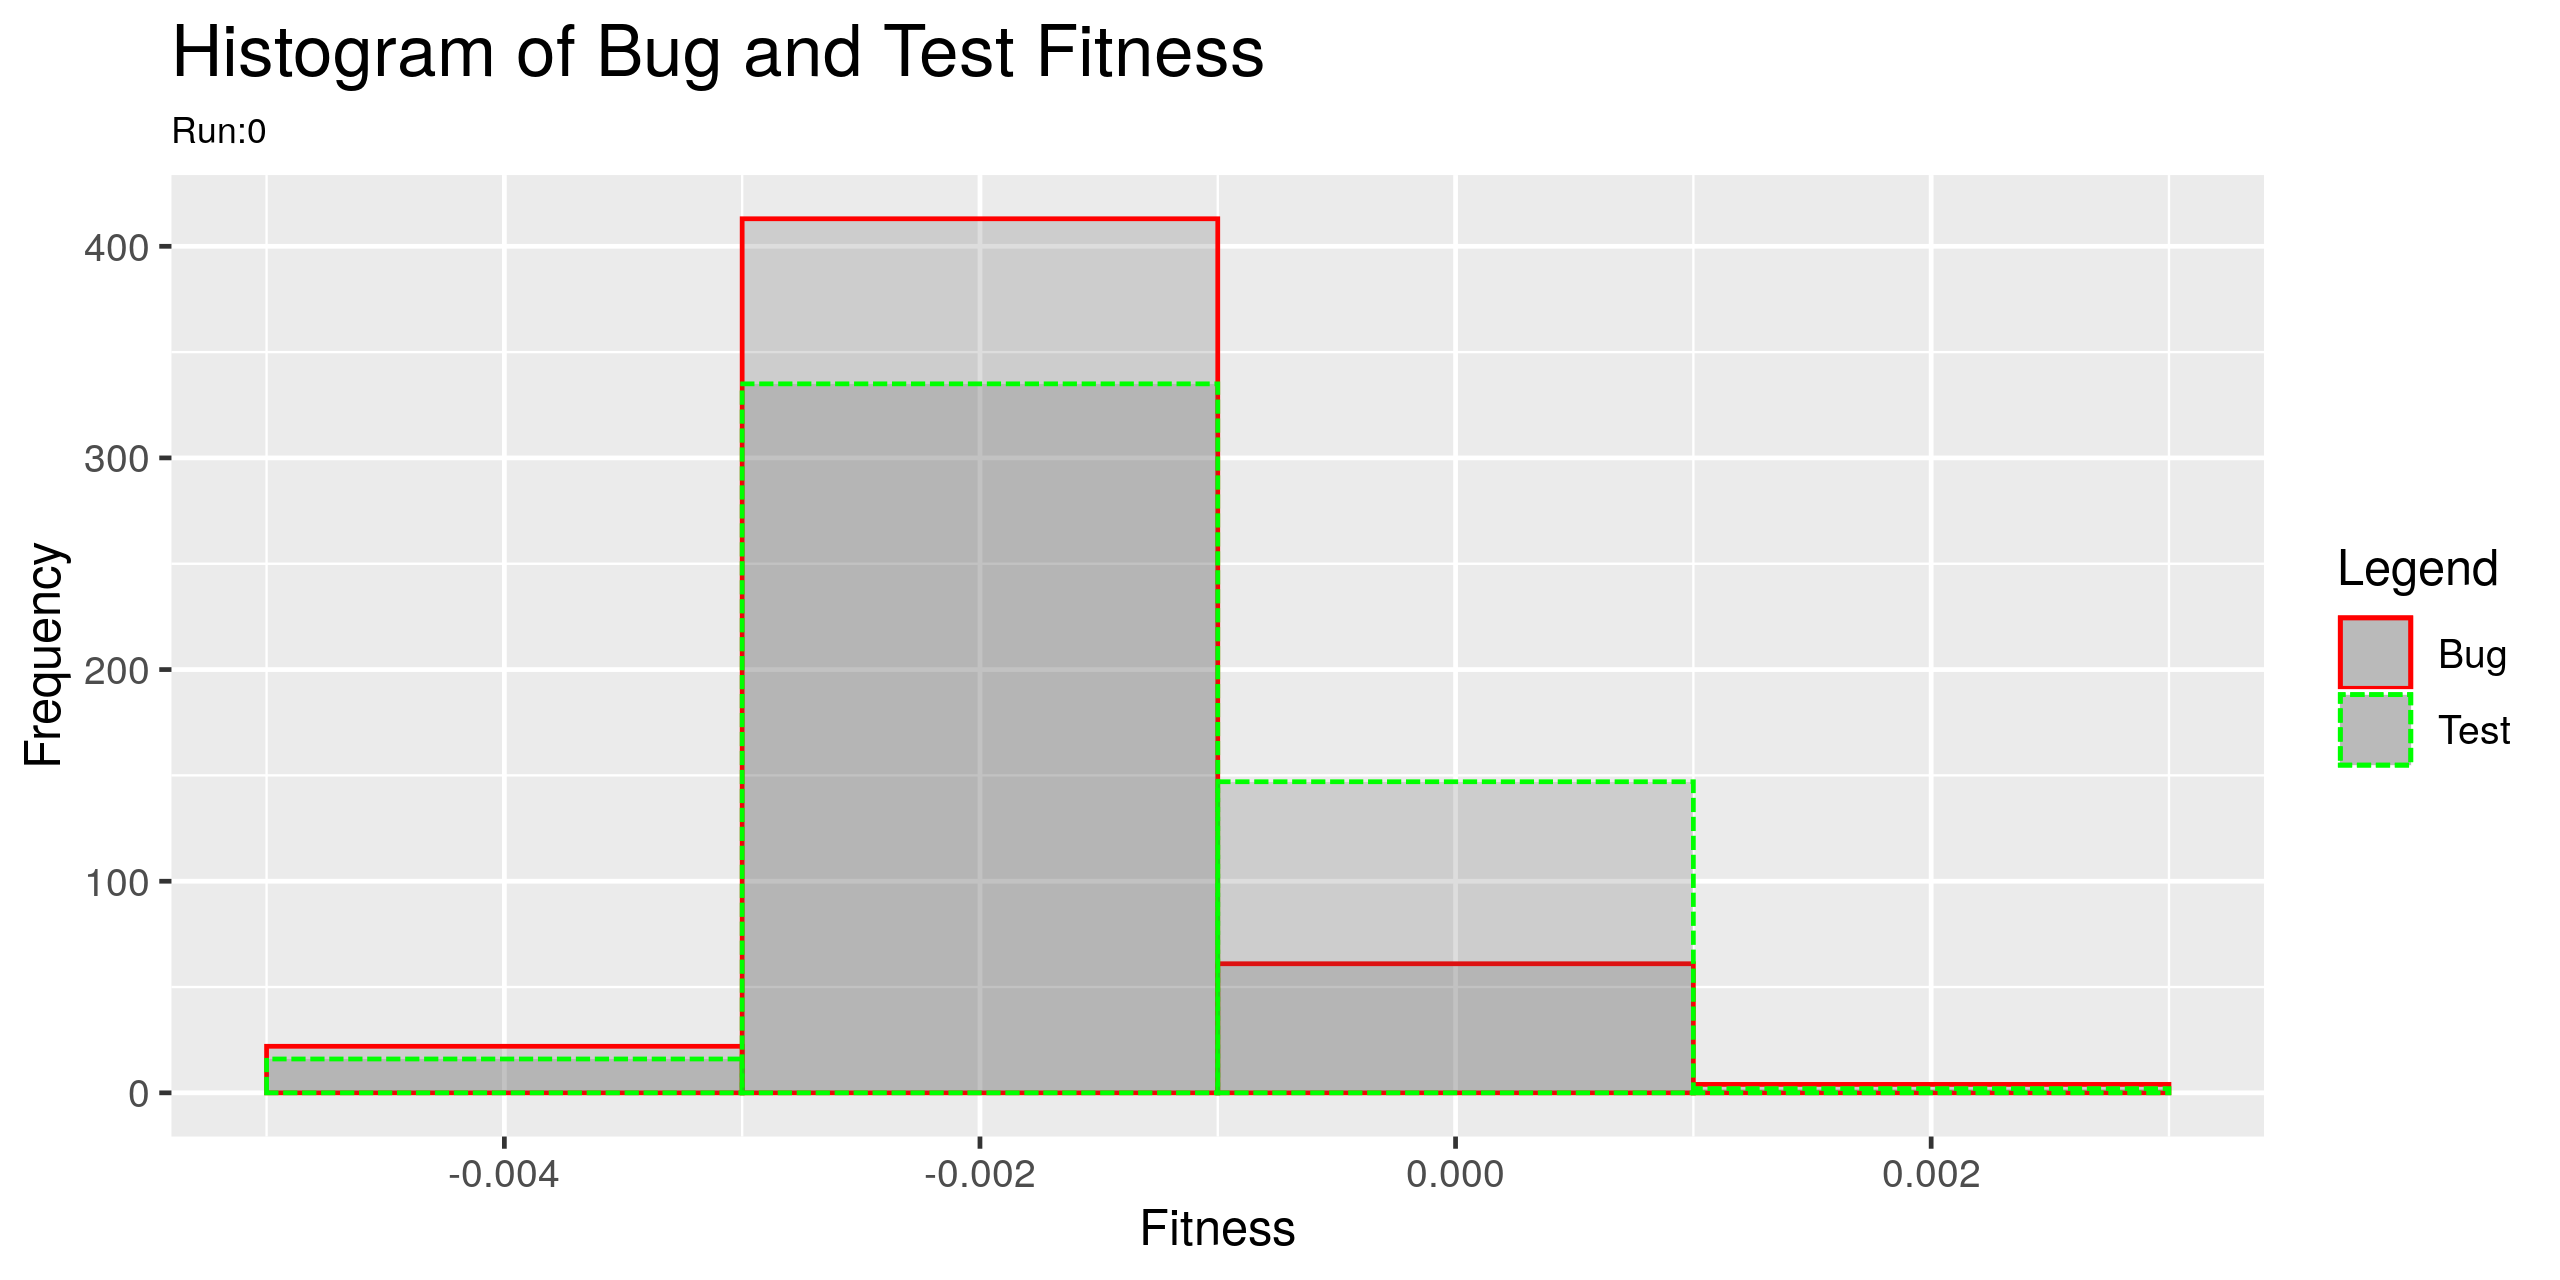 Histogram of Bug and Test Fitness
Run:0
Frequency
400
300
200
100
0
-0.004
-0.002
0.000
0.002
Fitness
Legend
Bug
Test